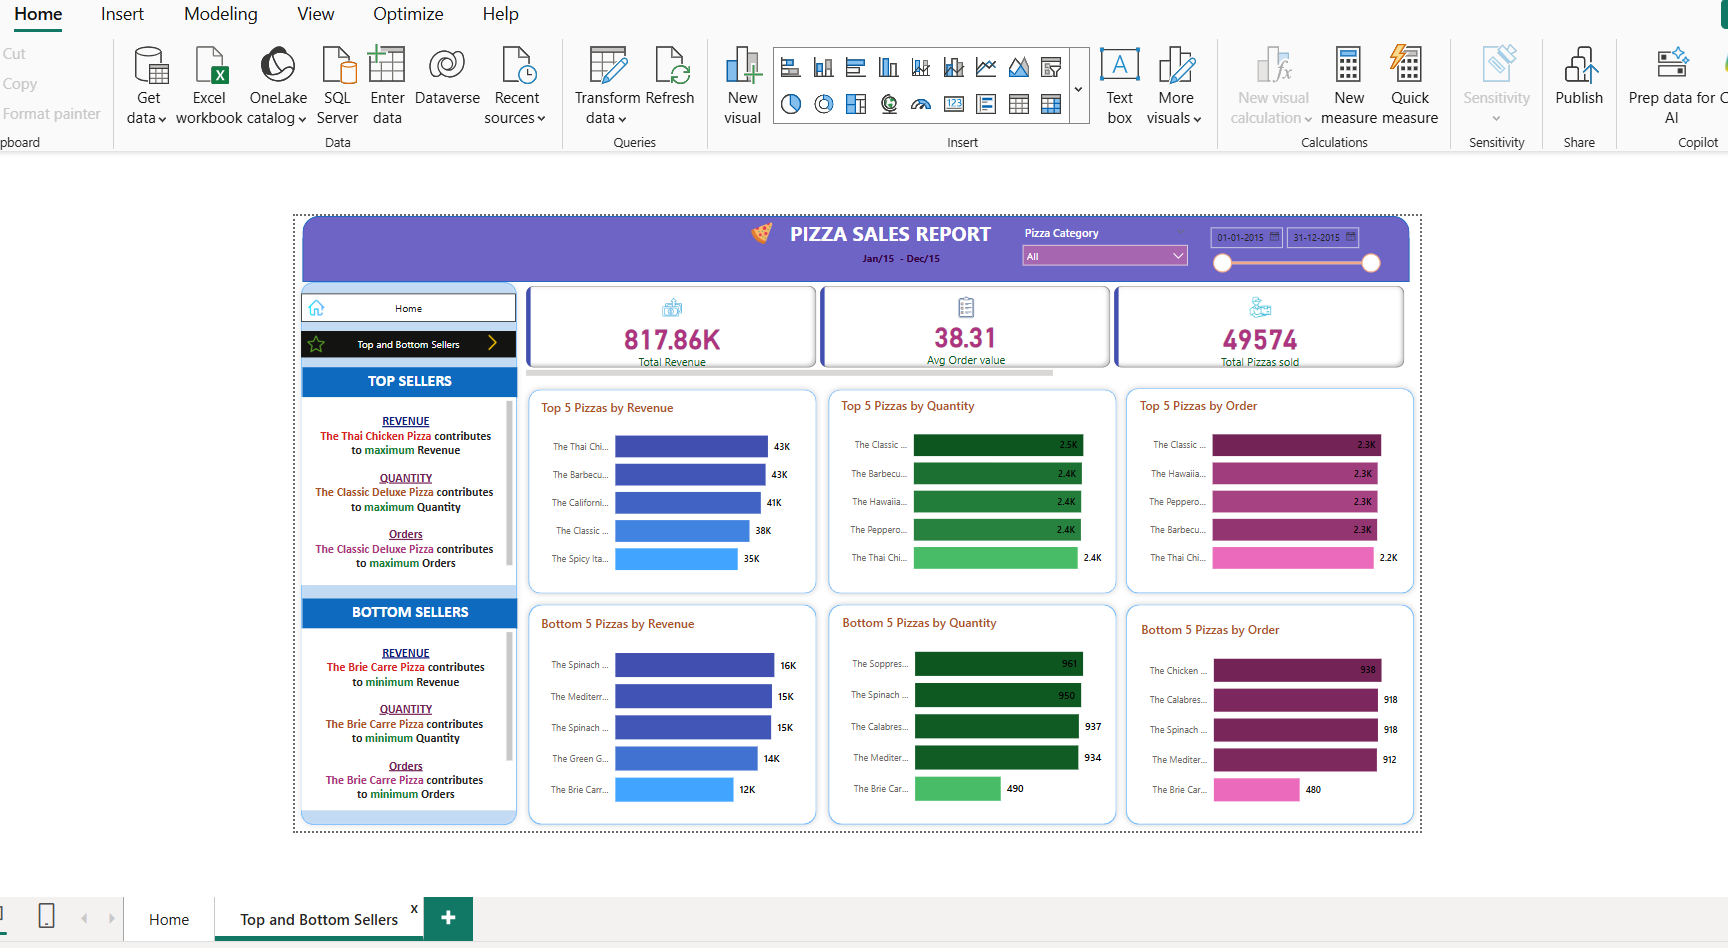 Home Insert Modeling View Optimize Help
Cut
Copy
Format painter
pboard
Get data
Excel workbook
OneLake catalog
SQL Server
Enter data
Dataverse
Recent sources
Data
Transform data
Refresh
Queries
New visual
Text box
More visuals
Insert
New visual calculation
New measure
Quick measure
Calculations
Sensitivity
Sensitivity
Publish
Share
Prep data for AI
Copilot
PIZZA SALES REPORT
Jan/15 - Dec/15
Pizza Category
All
01-01-2015
31-12-2015
Home
Top and Bottom Sellers
TOP SELLERS
REVENUE
The Thai Chicken Pizza contributes
to maximum Revenue
QUANTITY
The Classic Deluxe Pizza contributes
to maximum Quantity
Orders
The Classic Deluxe Pizza contributes
to maximum Orders
BOTTOM SELLERS
REVENUE
The Brie Carre Pizza contributes
to minimum Revenue
QUANTITY
The Brie Carre Pizza contributes
to minimum Quantity
Orders
The Brie Carre Pizza contributes
to minimum Orders
817.86K
Total Revenue
38.31
Avg Order value
49574
Total Pizzas sold
Top 5 Pizzas by Revenue
The Thai Chi... 43K
The Barbecu... 43K
The Californi... 41K
The Classic ... 38K
The Spicy Ita... 35K
Top 5 Pizzas by Quantity
The Classic ... 2.5K
The Barbecu... 2.4K
The Hawaiia... 2.4K
The Peppero... 2.4K
The Thai Chi... 2.4K
Top 5 Pizzas by Order
The Classic ... 2.3K
The Hawaiia... 2.3K
The Peppero... 2.3K
The Barbecu... 2.3K
The Thai Chi... 2.2K
Bottom 5 Pizzas by Revenue
The Spinach ... 16K
The Mediterr... 15K
The Spinach ... 15K
The Green G... 14K
The Brie Carr... 12K
Bottom 5 Pizzas by Quantity
The Soppres... 961
The Spinach ... 950
The Calabres... 937
The Mediter... 934
The Brie Car... 490
Bottom 5 Pizzas by Order
The Chicken ... 938
The Calabres... 918
The Spinach ... 918
The Mediter... 912
The Brie Car... 480
Home
Top and Bottom Sellers
X
+